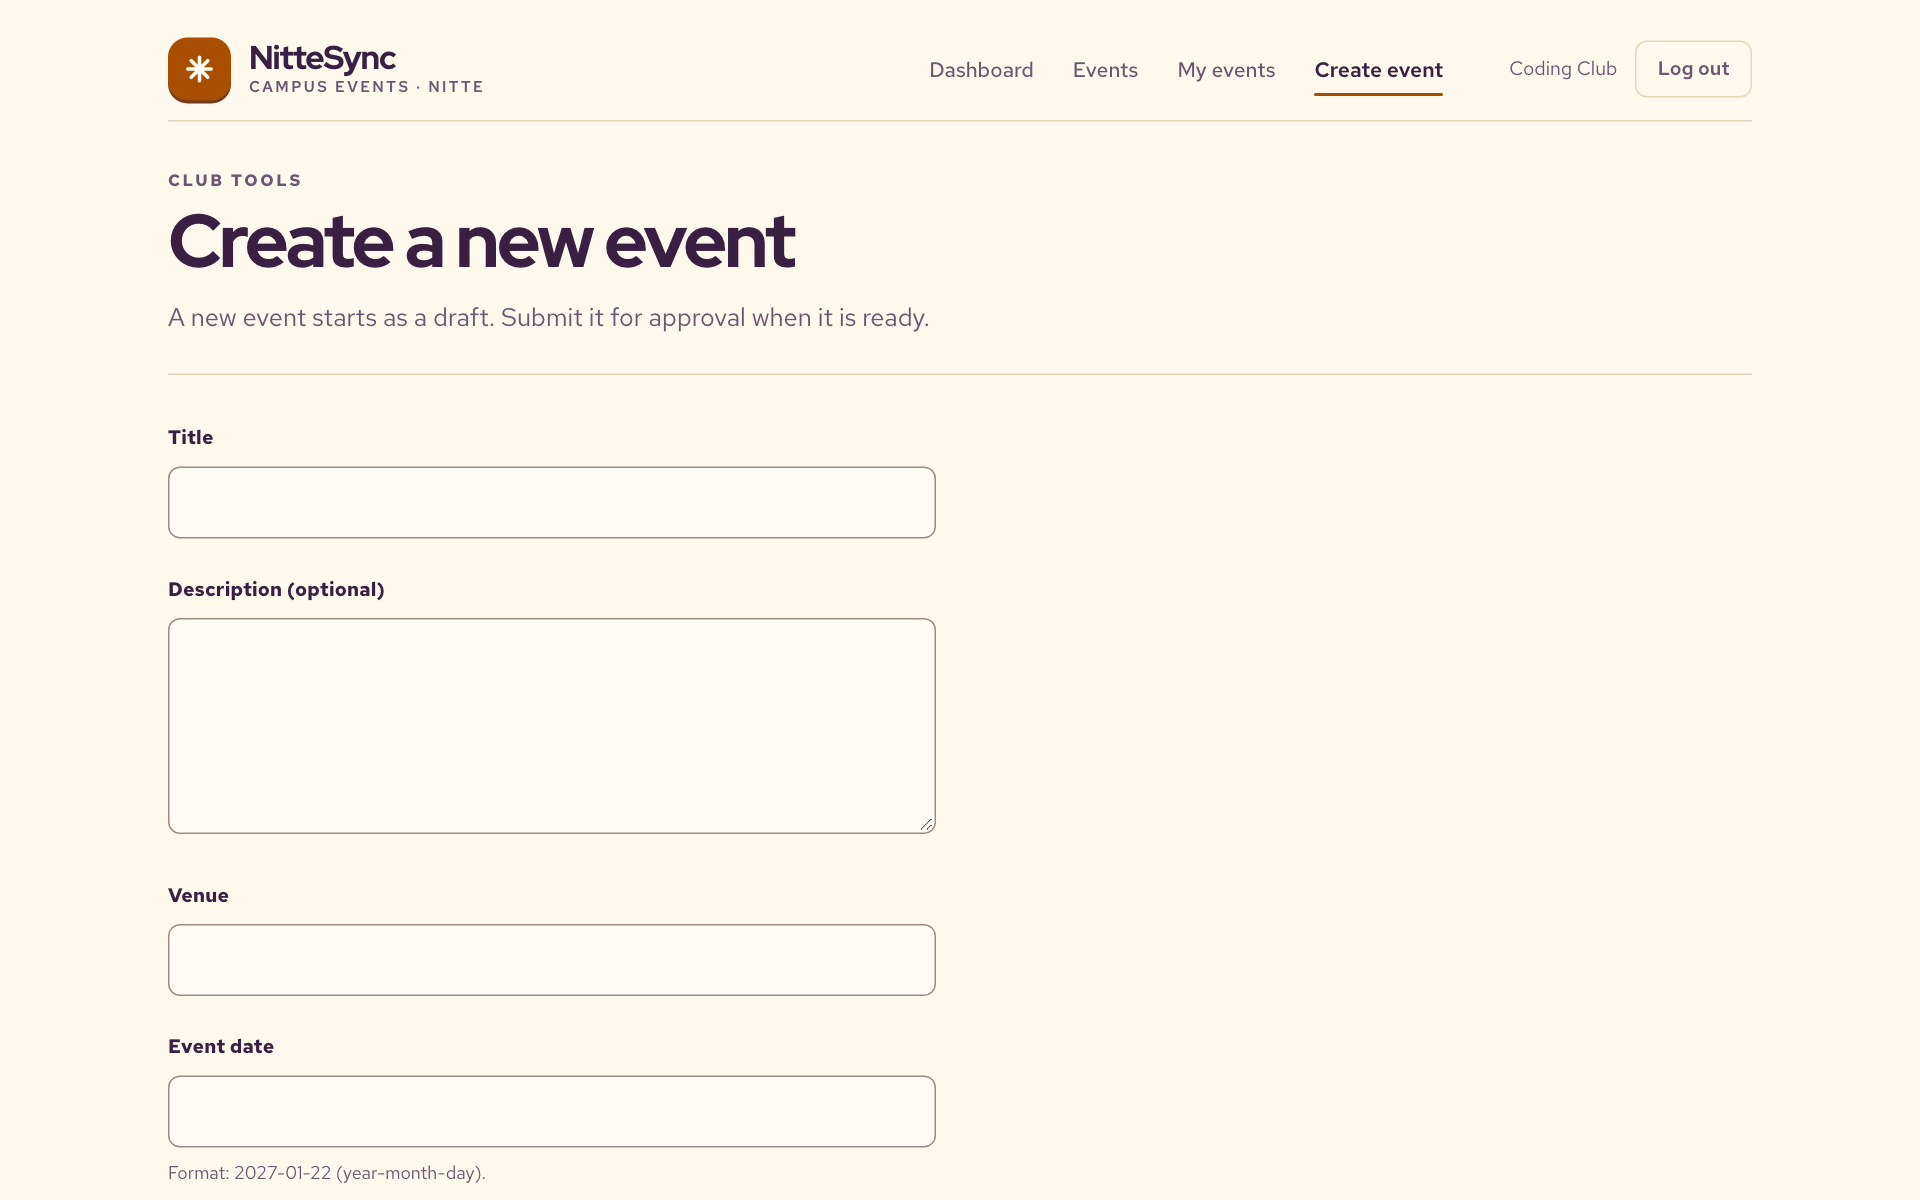 NitteSync
CAMPUS EVENTS · NITTE
Dashboard
Events
My events
Create event
Coding Club
Log out
CLUB TOOLS
Create a new event
A new event starts as a draft. Submit it for approval when it is ready.
Title
Description (optional)
Venue
Event date
Format: 2027-01-22 (year-month-day).